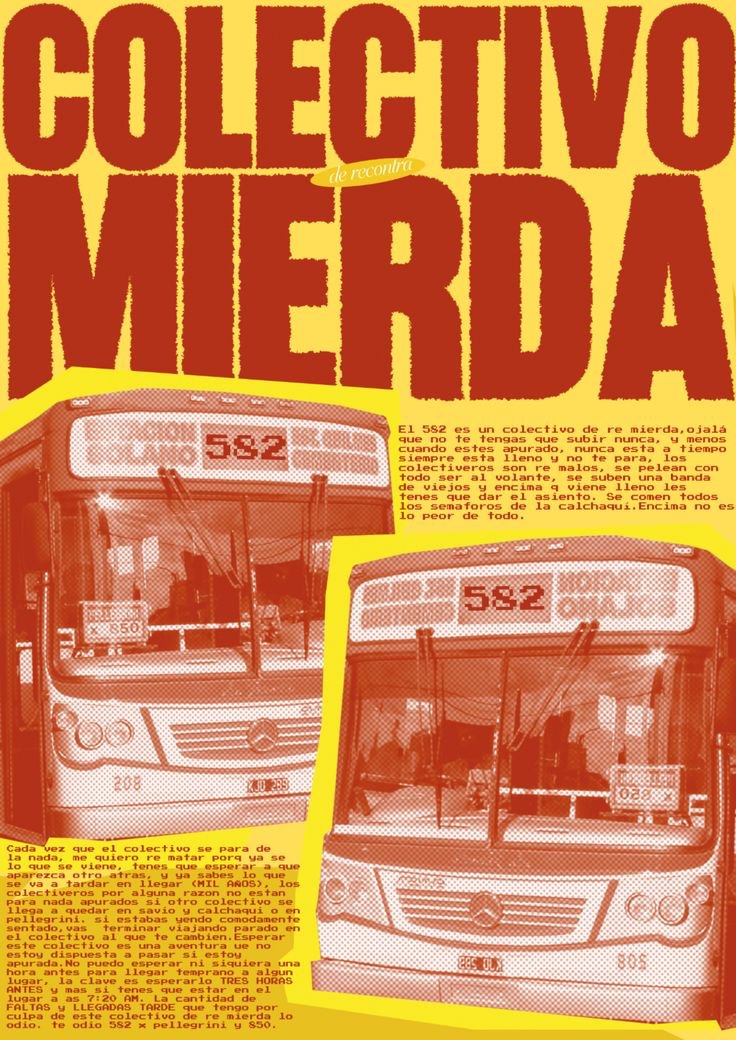 COLECTIVO
de recontra
MIERDA
El 582 es un colectivo de re mierda,ojalá
que no te tengas que subir nunca, y menos
cuando estes apurado, nunca esta a tiempo
siempre esta lleno y no te para, los
colectiveros son re malos, se pelean con
todo ser al volante, se suben una banda
de viejos y encima q viene lleno les
tenes que dar el asiento. Se comen todos
los semaforos de la calchaquí.Encima no es
lo peor de todo.
582
x 850
208
582
x 850
208
Cada vez que el colectivo se para de
la nada, me quiero re matar porq ya se
lo que se viene, tenes que esperar a que
aparezca otro atras, y ya sabes lo que
se va a tardar en llegar (MIL AÑOS), los
colectiveros por alguna razon no estan
para nada apurados si otro colectivo se
llega a quedar en savio y calchaqui o en
pellegrini. si estabas yendo comodamente
sentado,vas terminar viajando parado en
el colectivo al que te cambien.Esperar
este colectivo es una aventura ue no
estoy dispuesta a pasar si estoy
apurada.No puedo esperar ni siquiera una
hora antes para llegar temprano a algun
lugar, la clave es esperarlo TRES HORAS
ANTES y mas si tenes que estar en el
lugar a as 7:20 AM. La cantidad de
FALTAS y LLEGADAS TARDE que tengo por
culpa de este colectivo de re mierda lo
odio. te odio 582 x pellegrini y 850.